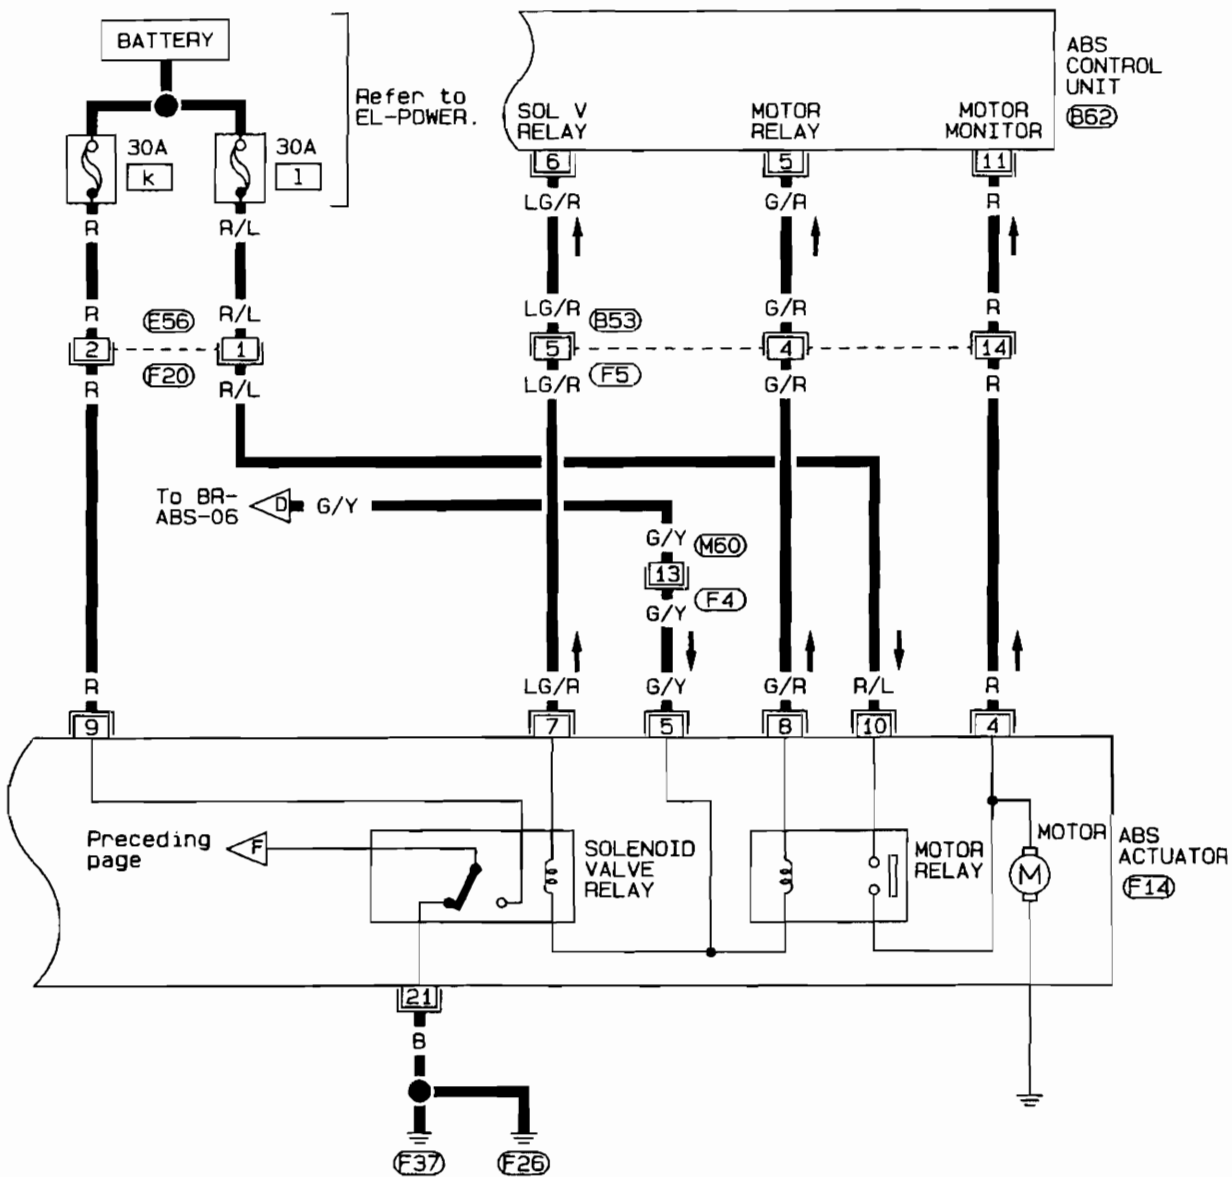 BATTERY
Refer to
EL-POWER.
30A
k
30A
l
ABS
CONTROL
UNIT
B62
SOL V
RELAY
MOTOR
RELAY
MOTOR
MONITOR
6
5
11
LG/R
G/R
R
R
R/L
R
R/L
E56
LG/R
B53
G/R
R
2
1
5
4
14
F20
F5
R
R/L
LG/R
G/R
R
To BR-
ABS-06
D
G/Y
G/Y
M60
13
F4
G/Y
R
LG/R
G/Y
G/R
R/L
R
9
7
5
8
10
4
Preceding
page
F
SOLENOID
VALVE
RELAY
MOTOR
RELAY
MOTOR
M
ABS
ACTUATOR
F14
21
B
F37
F26